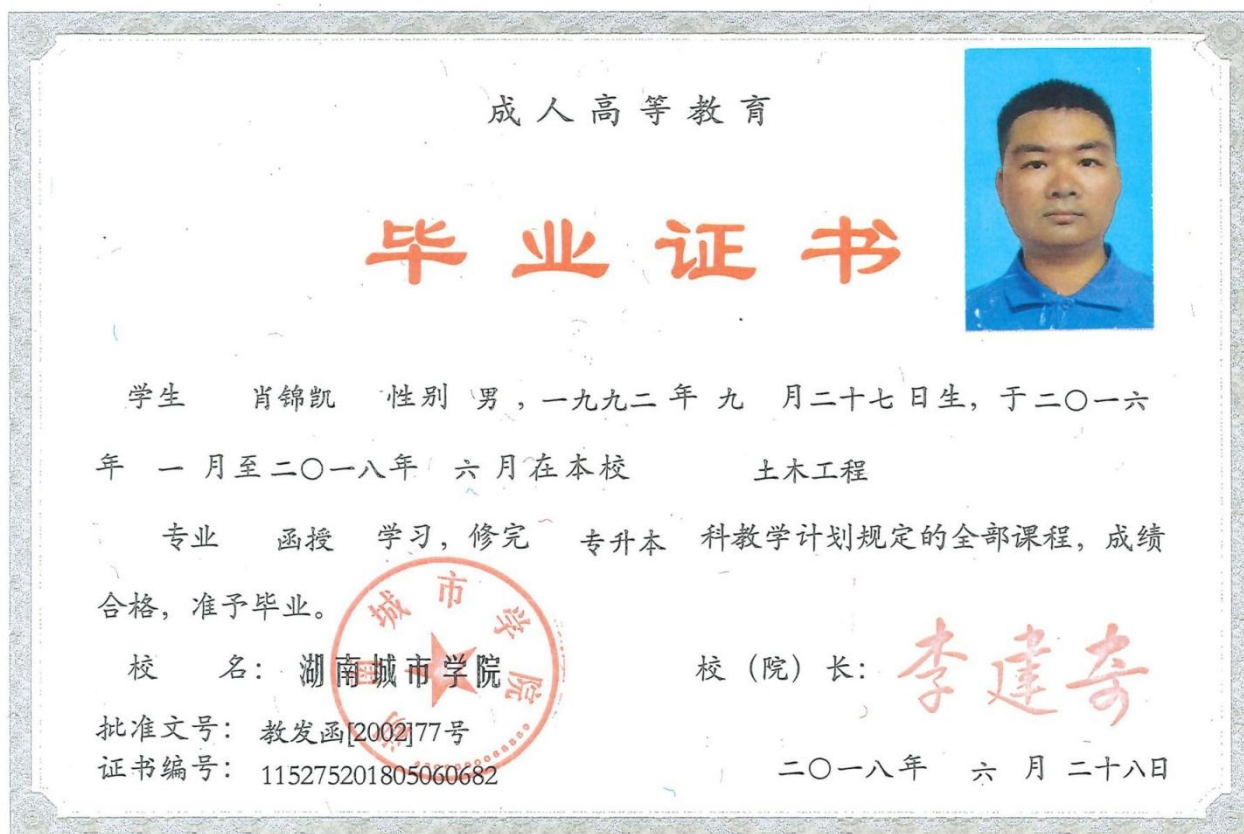 成人高等教育
毕业证书
学生 肖锦凯 性别 男，一九九二年 九 月二十七日生，于二〇一六
年 一 月至二〇一八年 六 月在本校 土木工程
专业 函授 学习，修完 专升本 科教学计划规定的全部课程，成绩
合格，准予毕业。
校 名：湖南城市学院
校（院）长：李建奇
批准文号：教发函[2002]77号
证书编号：115275201805060682
二〇一八年 六 月 二十八日
湖南城市学院